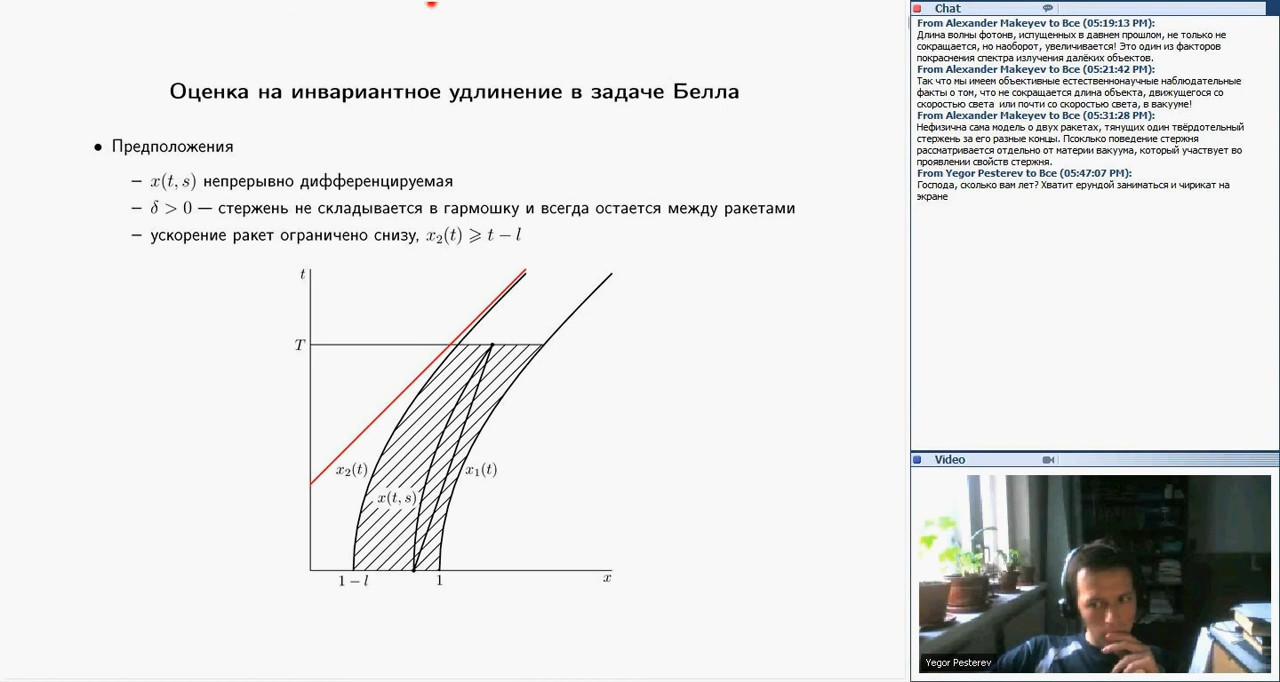 Оценка на инвариантное удлинение в задаче Белла
• Предположения
– x(t, s) непрерывно дифференцируемая
– δ > 0 — стержень не складывается в гармошку и всегда остается между ракетами
– ускорение ракет ограничено снизу, x₂(t) ⩾ t − l
t
T
x₂(t)
x₁(t)
x(t, s)
1 − l
1
x
Chat
From Alexander Makeyev to Все (05:19:13 PM):
Длина волны фотонв, испущенных в давнем прошлом, не только не
сокращается, но наоборот, увеличивается! Это один из факторов
покраснения спектра излучения далёких объектов.
From Alexander Makeyev to Все (05:21:42 PM):
Так что мы имеем объективные естественнонаучные наблюдательные
факты о том, что не сокращается длина объекта, движущегося со
скоростью света или почти со скоростью света, в вакууме!
From Alexander Makeyev to Все (05:31:28 PM):
Нефизична сама модель о двух ракетах, тянущих один твёрдотельный
стержень за его разные концы. Псколько поведение стержня
рассматривается отдельно от материи вакуума, который участвует во
проявлении свойств стержня.
From Yegor Pesterev to Все (05:47:07 PM):
Господа, сколько вам лет? Хватит ерундой заниматься и чирикат на
экране
Video
Yegor Pesterev